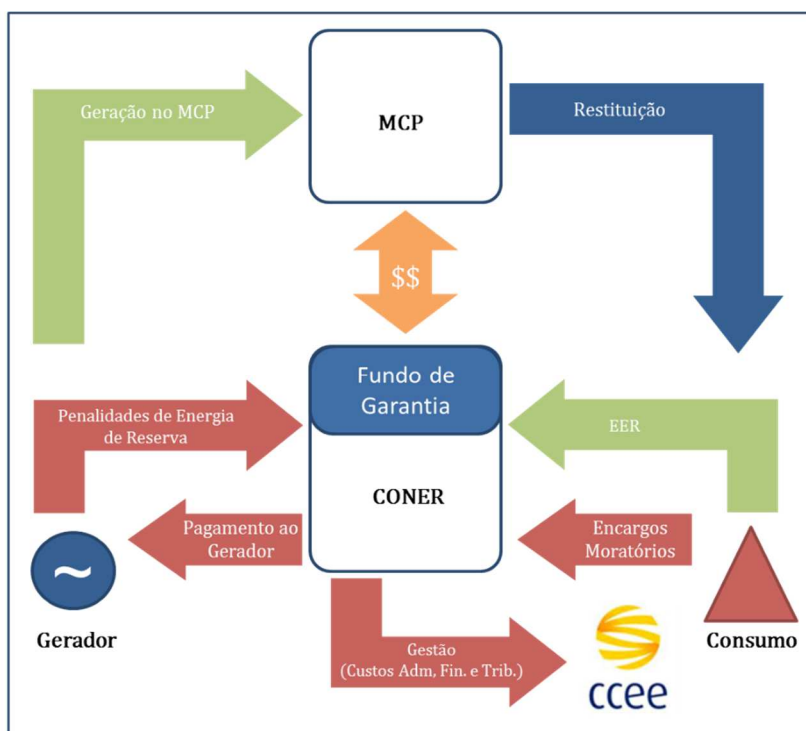 Geração no MCP
MCP
Restituição
$$
Fundo de
Garantia
Penalidades de Energia
de Reserva
EER
CONER
Pagamento ao
Gerador
Encargos
Moratórios
~
Gerador
Gestão
(Custos Adm, Fin. e Trib.)
ccee
Consumo